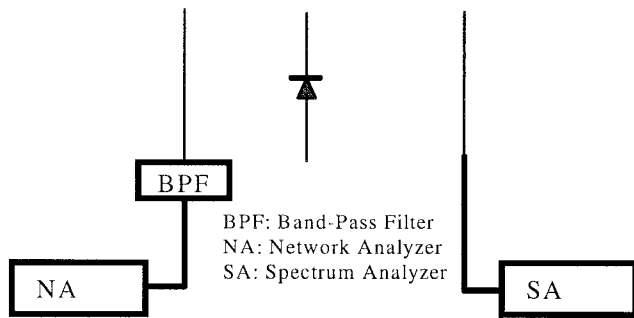 BPF
BPF: Band-Pass Filter
NA: Network Analyzer
SA: Spectrum Analyzer
NA
SA